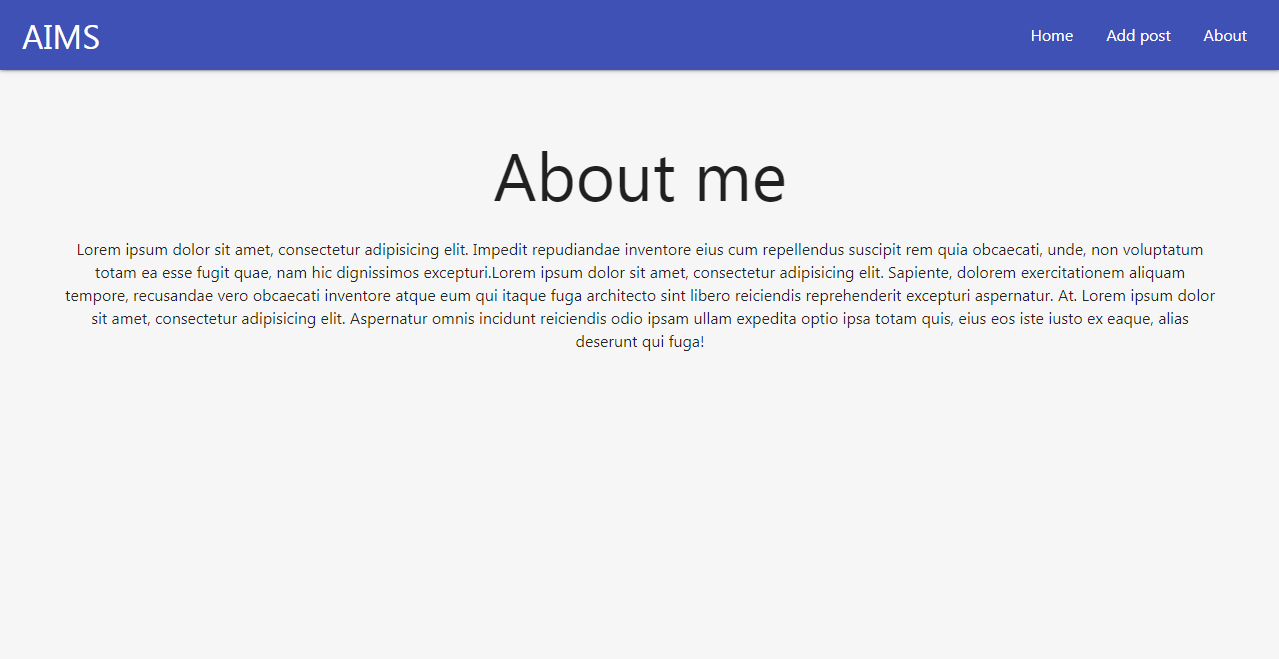 AIMS
Home Add post About
About me
Lorem ipsum dolor sit amet, consectetur adipisicing elit. Impedit repudiandae inventore eius cum repellendus suscipit rem quia obcaecati, unde, non voluptatum
totam ea esse fugit quae, nam hic dignissimos excepturi.Lorem ipsum dolor sit amet, consectetur adipisicing elit. Sapiente, dolorem exercitationem aliquam
tempore, recusandae vero obcaecati inventore atque eum qui itaque fuga architecto sint libero reiciendis reprehenderit excepturi aspernatur. At. Lorem ipsum dolor
sit amet, consectetur adipisicing elit. Aspernatur omnis incidunt reiciendis odio ipsam ullam expedita optio ipsa totam quis, eius eos iste iusto ex eaque, alias
deserunt qui fuga!